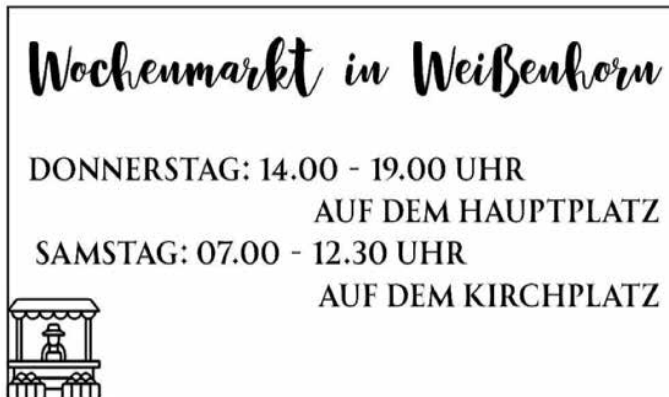 Wochenmarkt in Weißenhorn
DONNERSTAG: 14.00 - 19.00 UHR
AUF DEM HAUPTPLATZ
SAMSTAG: 07.00 - 12.30 UHR
AUF DEM KIRCHPLATZ